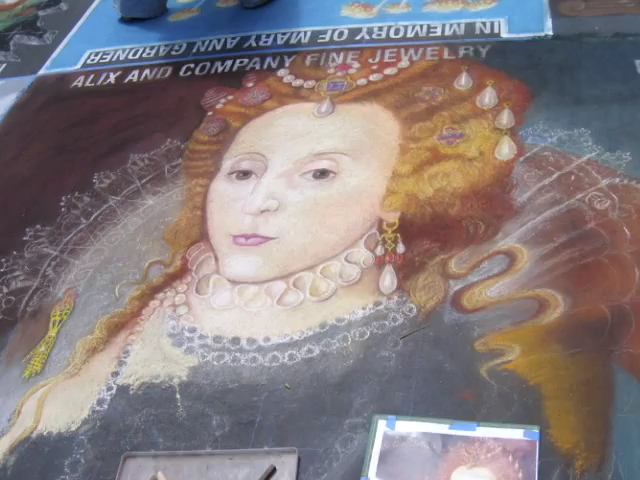 IN MEMORY OF MARY ANN GARDNER
ALIX AND COMPANY FINE JEWELRY